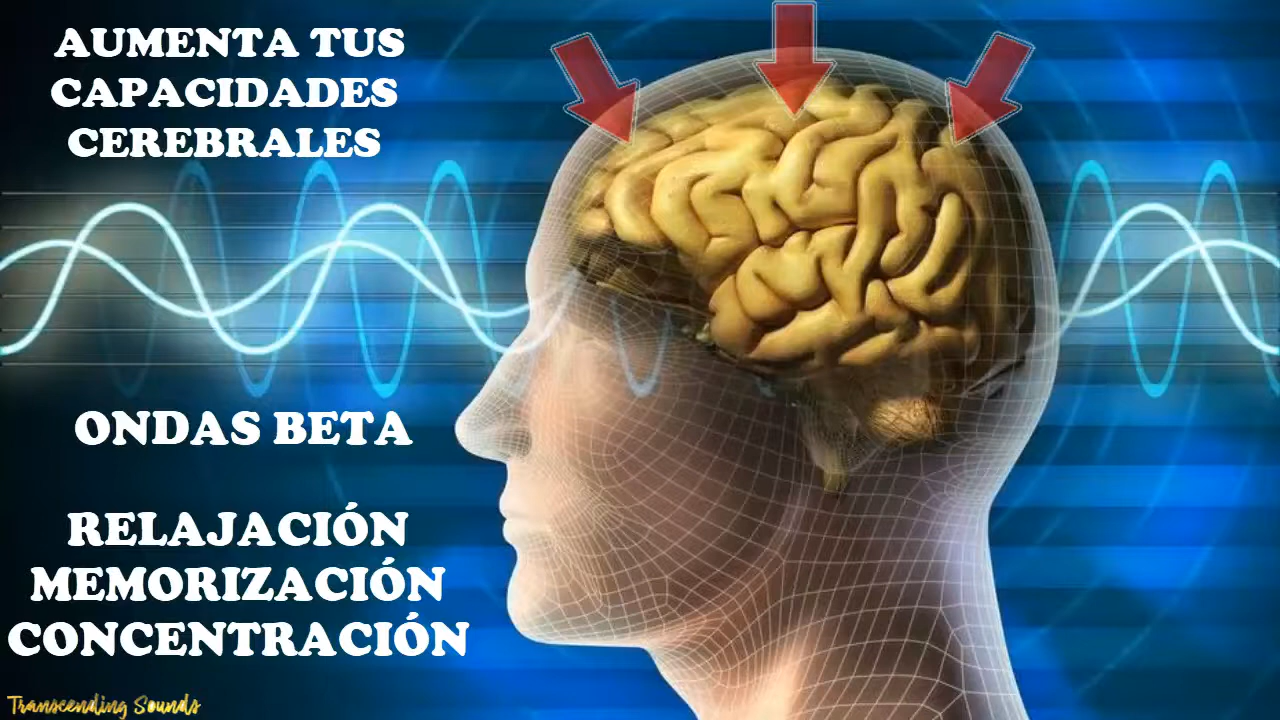 AUMENTA TUS
CAPACIDADES
CEREBRALES
ONDAS BETA
RELAJACIÓN
MEMORIZACIÓN
CONCENTRACIÓN
Transcending Sounds